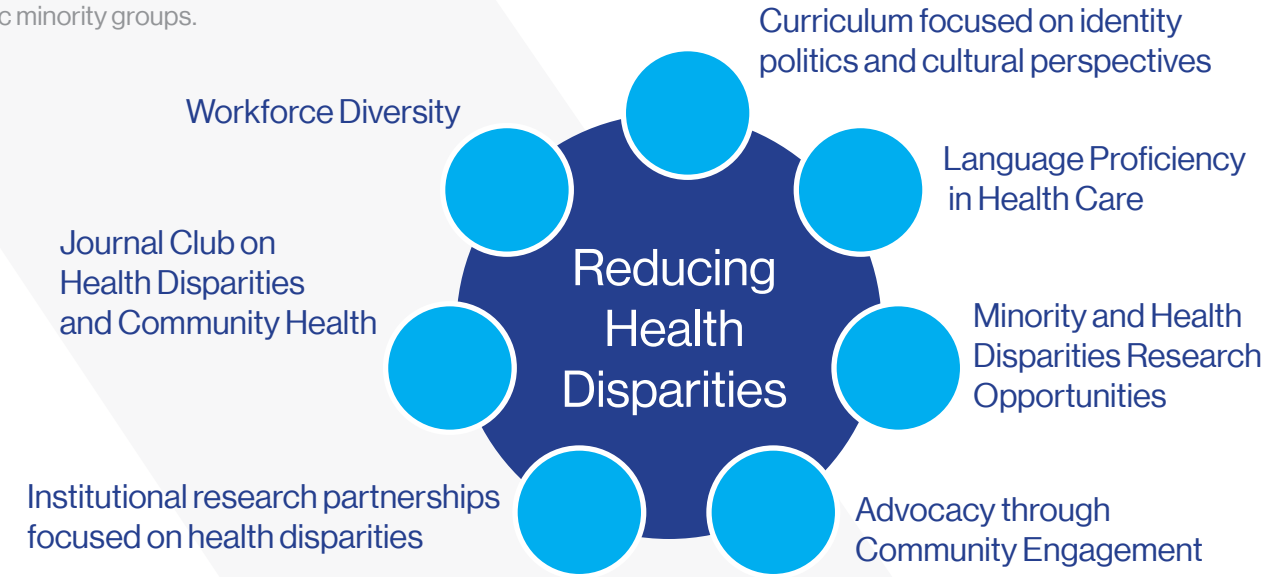 minority groups.
Curriculum focused on identity
politics and cultural perspectives
Workforce Diversity
Language Proficiency
in Health Care
Journal Club on
Health Disparities
and Community Health
Reducing
Health
Disparities
Minority and Health
Disparities Research
Opportunities
Institutional research partnerships
focused on health disparities
Advocacy through
Community Engagement